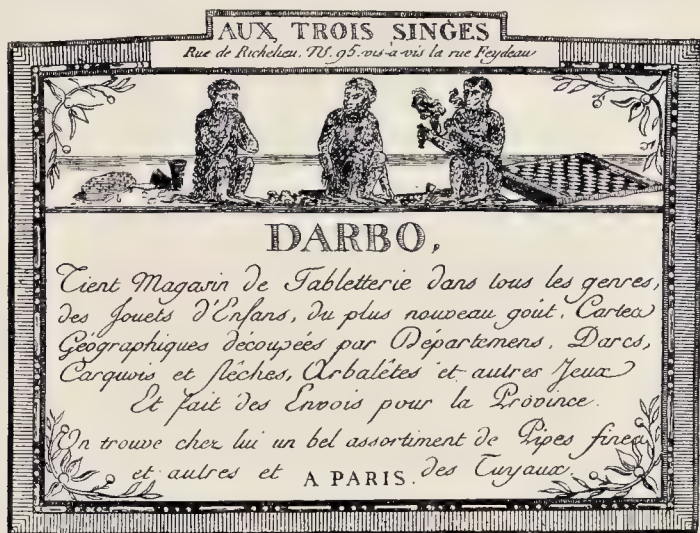 AUX TROIS SINGES
Rue de Richelieu. N.º 95. vis-à-vis la rue Feydeau
DARBO,
Tient Magasin de Tabletterie dans tous les genres,
des Jouets d'Enfans, du plus nouveau goût, Cartes
Géographiques découpées par Départemens, Darcs,
Carquois et flêches, Arbalêtes et autres Jeux
Et fait des Envois pour la Province.
On trouve chez lui un bel assortiment de Pipes fines
et autres et A PARIS. des Tuyaux.